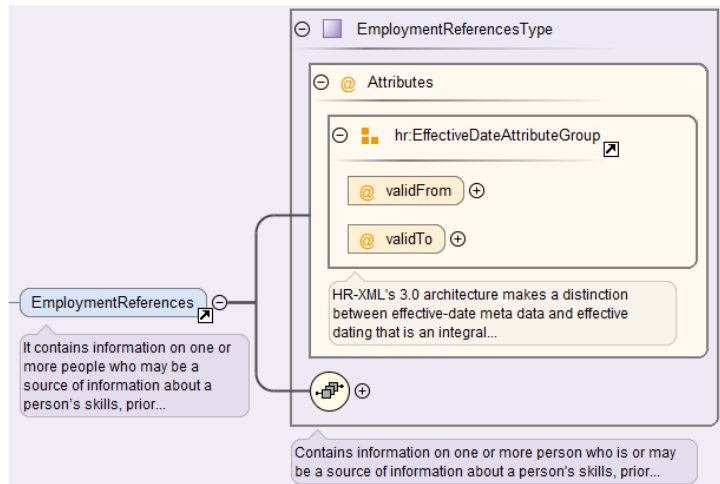 EmploymentReferencesType
@ Attributes
hr:EffectiveDateAttributeGroup
@ validFrom
@ validTo
HR-XML's 3.0 architecture makes a distinction
between effective-date meta data and effective
dating that is an integral...
EmploymentReferences
It contains information on one or
more people who may be a
source of information about a
person's skills, prior...
Contains information on one or more person who is or may
be a source of information about a person's skills, prior...